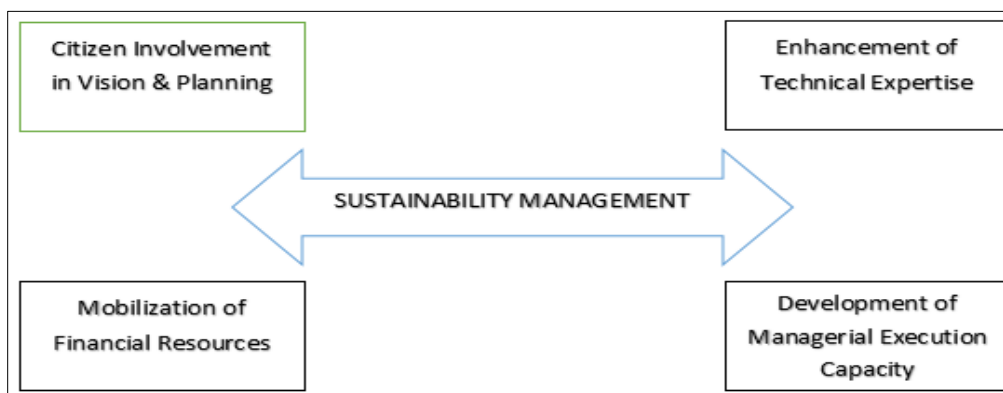 Citizen Involvement
in Vision & Planning
Enhancement of
Technical Expertise
SUSTAINABILITY MANAGEMENT
Mobilization of
Financial Resources
Development of
Managerial Execution
Capacity